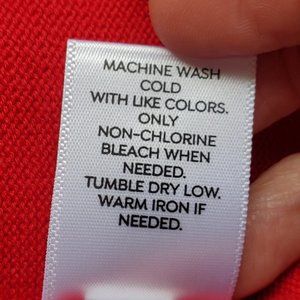 MACHINE WASH
COLD
WITH LIKE COLORS.
ONLY
NON-CHLORINE
BLEACH WHEN
NEEDED.
TUMBLE DRY LOW.
WARM IRON IF
NEEDED.